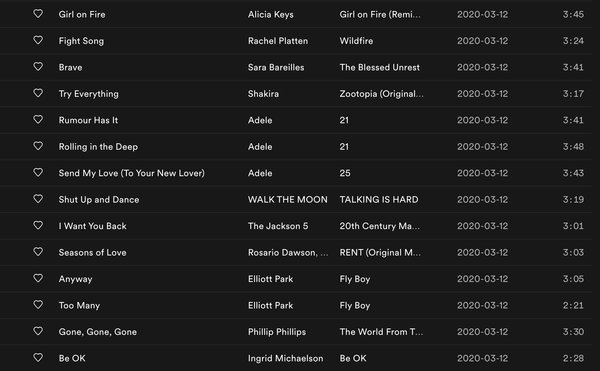 Girl on Fire Alicia Keys Girl on Fire (Remi... 2020-03-12 3:45
Fight Song Rachel Platten Wildfire 2020-03-12 3:24
Brave Sara Bareilles The Blessed Unrest 2020-03-12 3:41
Try Everything Shakira Zootopia (Original... 2020-03-12 3:17
Rumour Has It Adele 21 2020-03-12 3:41
Rolling in the Deep Adele 21 2020-03-12 3:48
Send My Love (To Your New Lover) Adele 25 2020-03-12 3:43
Shut Up and Dance WALK THE MOON TALKING IS HARD 2020-03-12 3:19
I Want You Back The Jackson 5 20th Century Ma... 2020-03-12 3:01
Seasons of Love Rosario Dawson, ... RENT (Original M... 2020-03-12 3:03
Anyway Elliott Park Fly Boy 2020-03-12 3:05
Too Many Elliott Park Fly Boy 2020-03-12 2:21
Gone, Gone, Gone Phillip Phillips The World From T... 2020-03-12 3:30
Be OK Ingrid Michaelson Be OK 2020-03-12 2:28